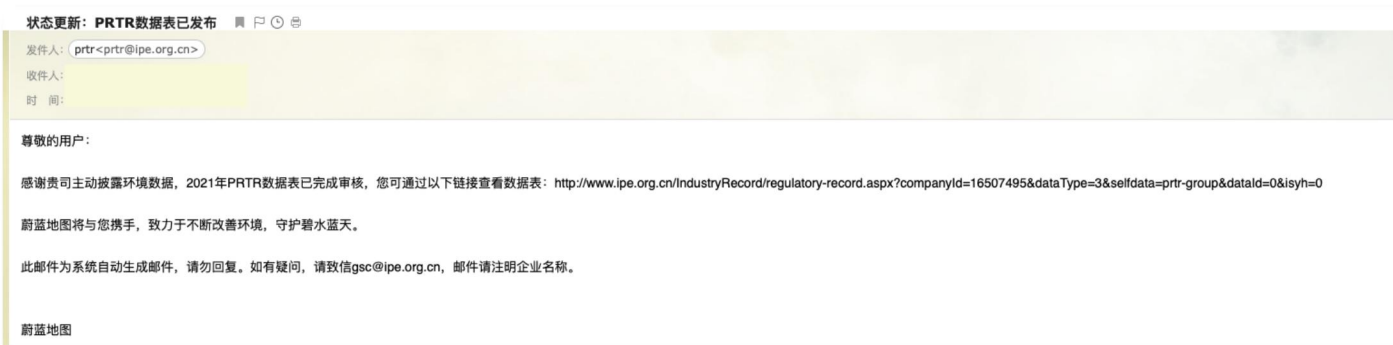 状态更新：PRTR数据表已发布
发件人：prtr<prtr@ipe.org.cn>
收件人：
时 间：
尊敬的用户：
感谢贵司主动披露环境数据，2021年PRTR数据表已完成审核，您可通过以下链接查看数据表：http://www.ipe.org.cn/IndustryRecord/regulatory-record.aspx?companyId=16507495&dataType=3&selfdata=prtr-group&dataId=0&isyh=0
蔚蓝地图将与您携手，致力于不断改善环境，守护碧水蓝天。
此邮件为系统自动生成邮件，请勿回复。如有疑问，请致信gsc@ipe.org.cn，邮件请注明企业名称。
蔚蓝地图